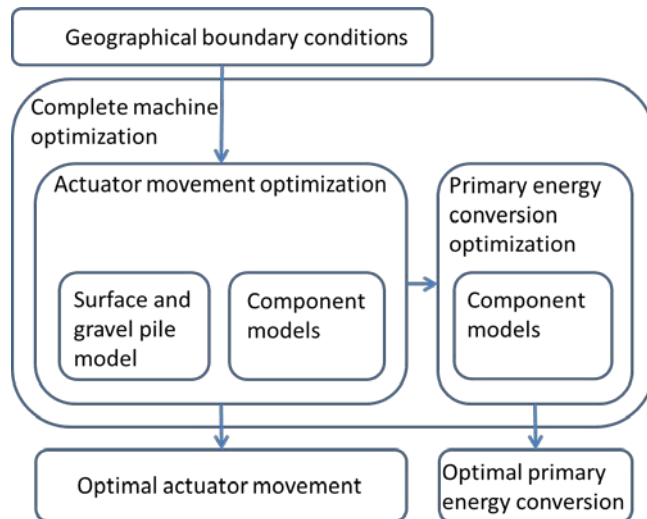 Geographical boundary conditions
Complete machine
optimization
Actuator movement optimization
Primary energy
conversion
optimization
Surface and
gravel pile
model
Component
models
Component
models
Optimal actuator movement
Optimal primary
energy conversion